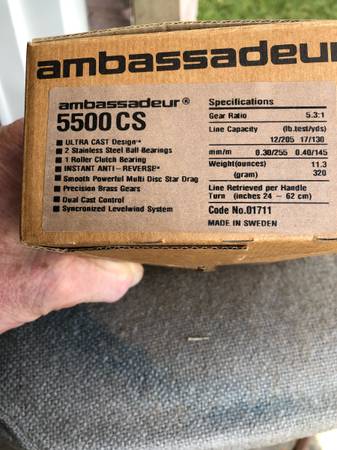 ambassadeur
ambassadeur®
5500 CS
■ ULTRA CAST Design™
■ 2 Stainless Steel Ball Bearings
■ 1 Roller Clutch Bearing
■ INSTANT ANTI–REVERSE™
■ Smooth Powerful Multi Disc Star Drag
■ Precision Brass Gears
■ Dual Cast Control
■ Syncronized Levelwind System
Specifications
Gear Ratio 5.3:1
Line Capacity (lb.test/yds)
12/205 17/130
mm/m 0.30/255 0.40/145
Weight(ounces) 11.3
(gram) 320
Line Retrieved per Handle
Turn (inches 24 – 62 cm)
Code No.01711
MADE IN SWEDEN